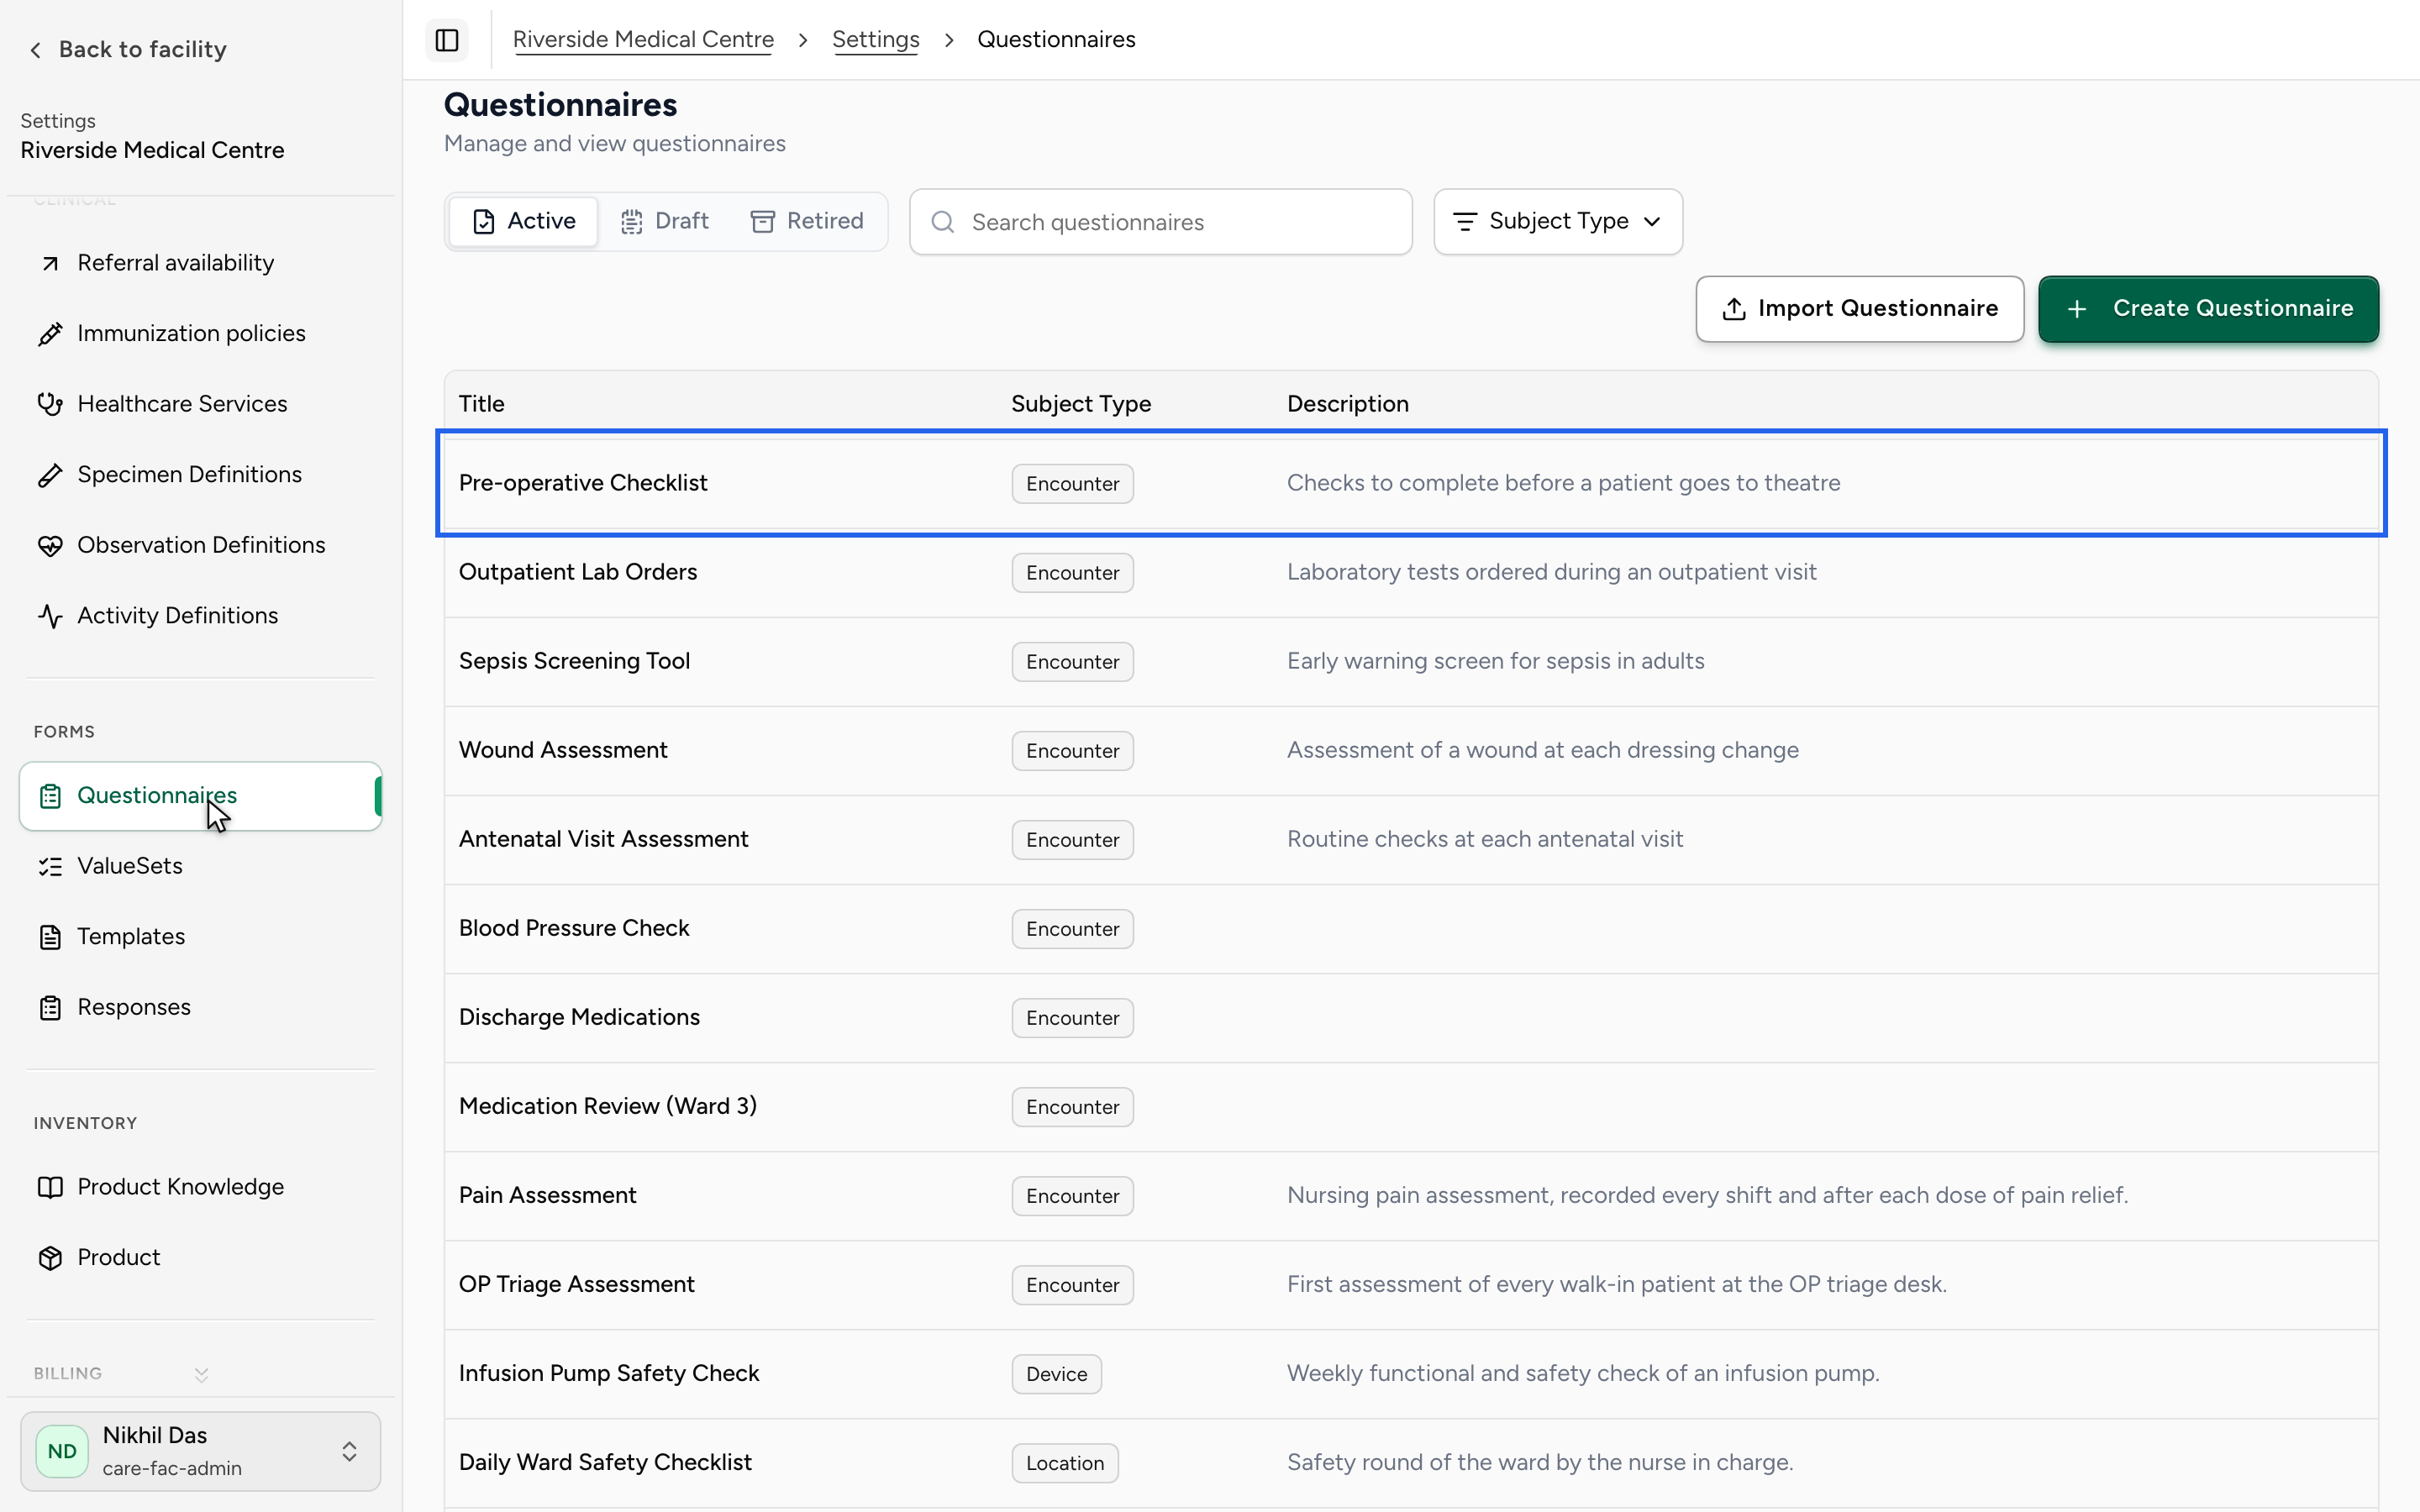 Back to facility
Settings
Riverside Medical Centre
CLINICAL
Referral availability
Immunization policies
Healthcare Services
Specimen Definitions
Observation Definitions
Activity Definitions
FORMS
Questionnaires
ValueSets
Templates
Responses
INVENTORY
Product Knowledge
Product
BILLING
ND
Nikhil Das
care-fac-admin
Riverside Medical Centre > Settings > Questionnaires
Questionnaires
Manage and view questionnaires
Active Draft Retired Search questionnaires Subject Type
Import Questionnaire + Create Questionnaire
Title Subject Type Description
Pre-operative Checklist Encounter Checks to complete before a patient goes to theatre
Outpatient Lab Orders Encounter Laboratory tests ordered during an outpatient visit
Sepsis Screening Tool Encounter Early warning screen for sepsis in adults
Wound Assessment Encounter Assessment of a wound at each dressing change
Antenatal Visit Assessment Encounter Routine checks at each antenatal visit
Blood Pressure Check Encounter
Discharge Medications Encounter
Medication Review (Ward 3) Encounter
Pain Assessment Encounter Nursing pain assessment, recorded every shift and after each dose of pain relief.
OP Triage Assessment Encounter First assessment of every walk-in patient at the OP triage desk.
Infusion Pump Safety Check Device Weekly functional and safety check of an infusion pump.
Daily Ward Safety Checklist Location Safety round of the ward by the nurse in charge.